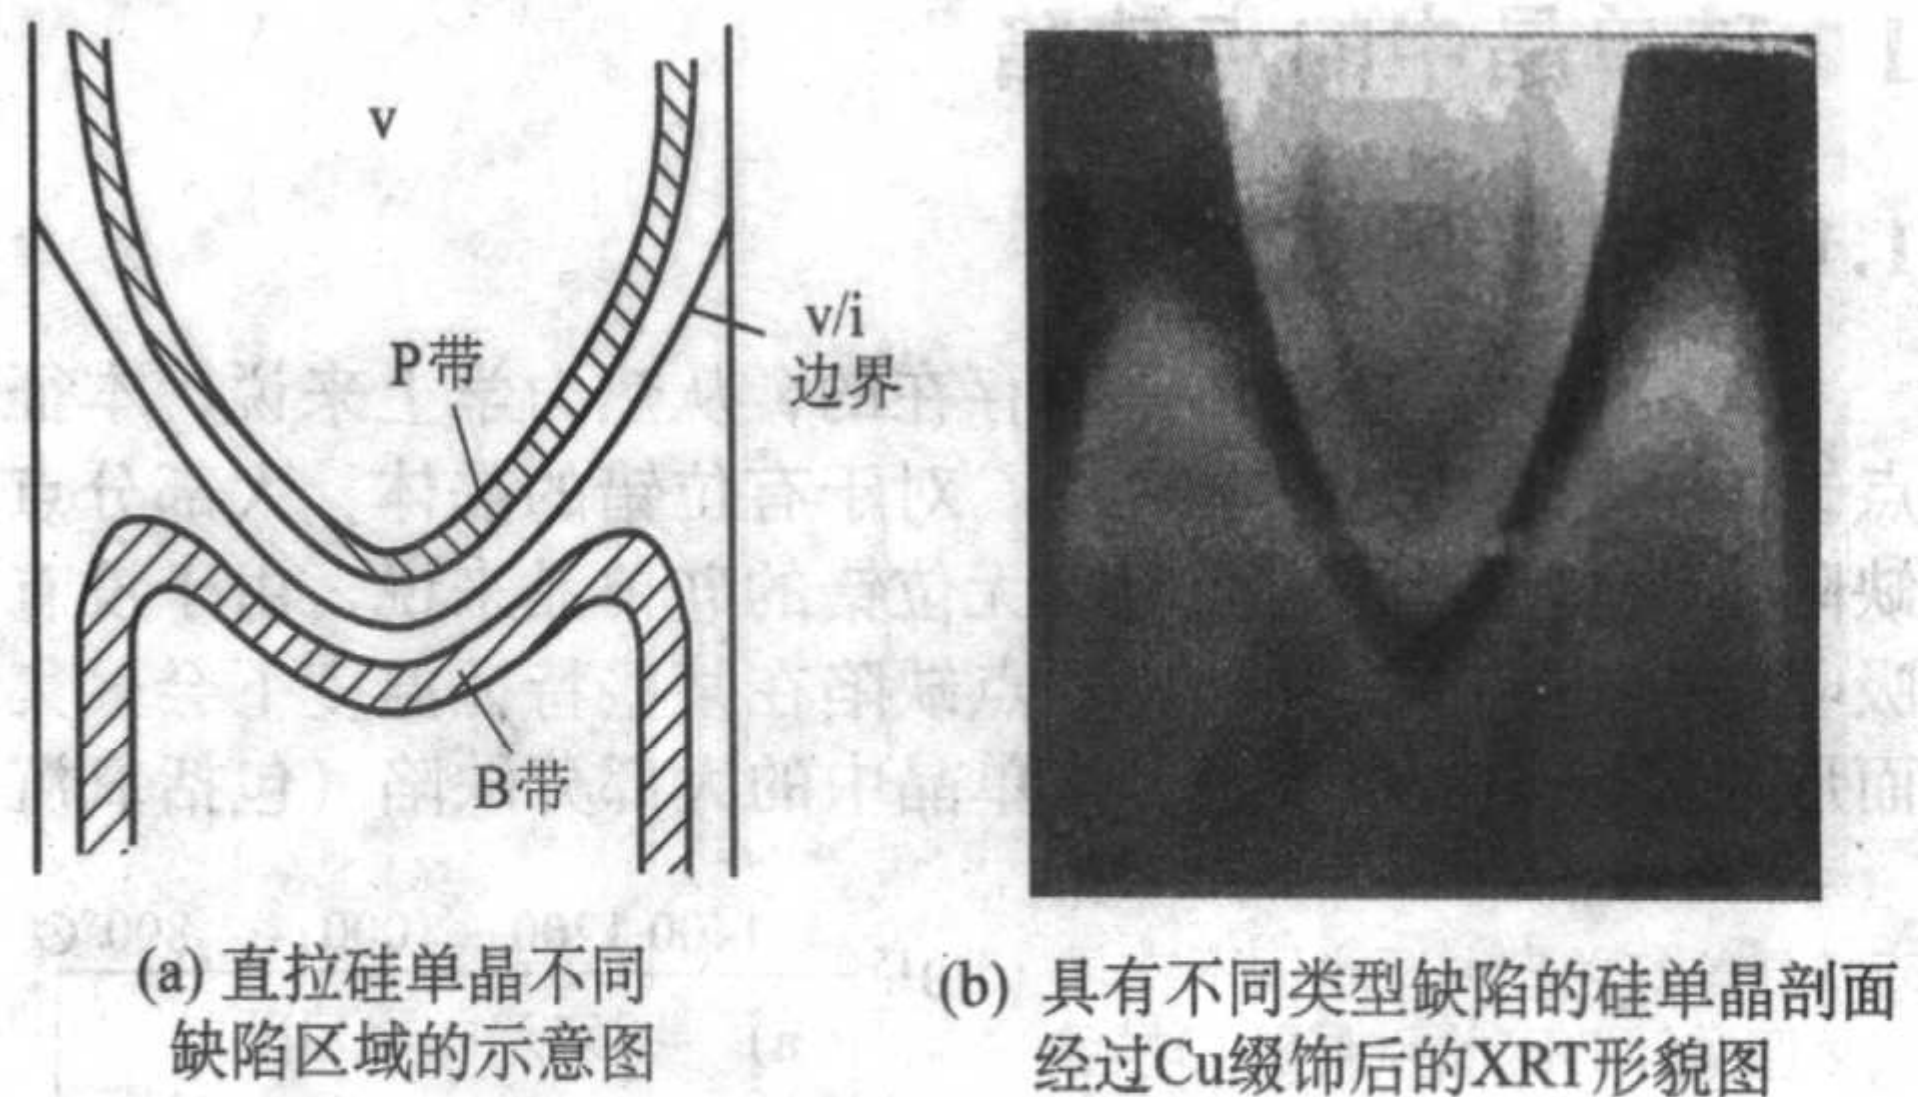 v
P带
v/i
边界
B带
(a) 直拉硅单晶不同
缺陷区域的示意图
(b) 具有不同类型缺陷的硅单晶剖面
经过Cu缀饰后的XRT形貌图